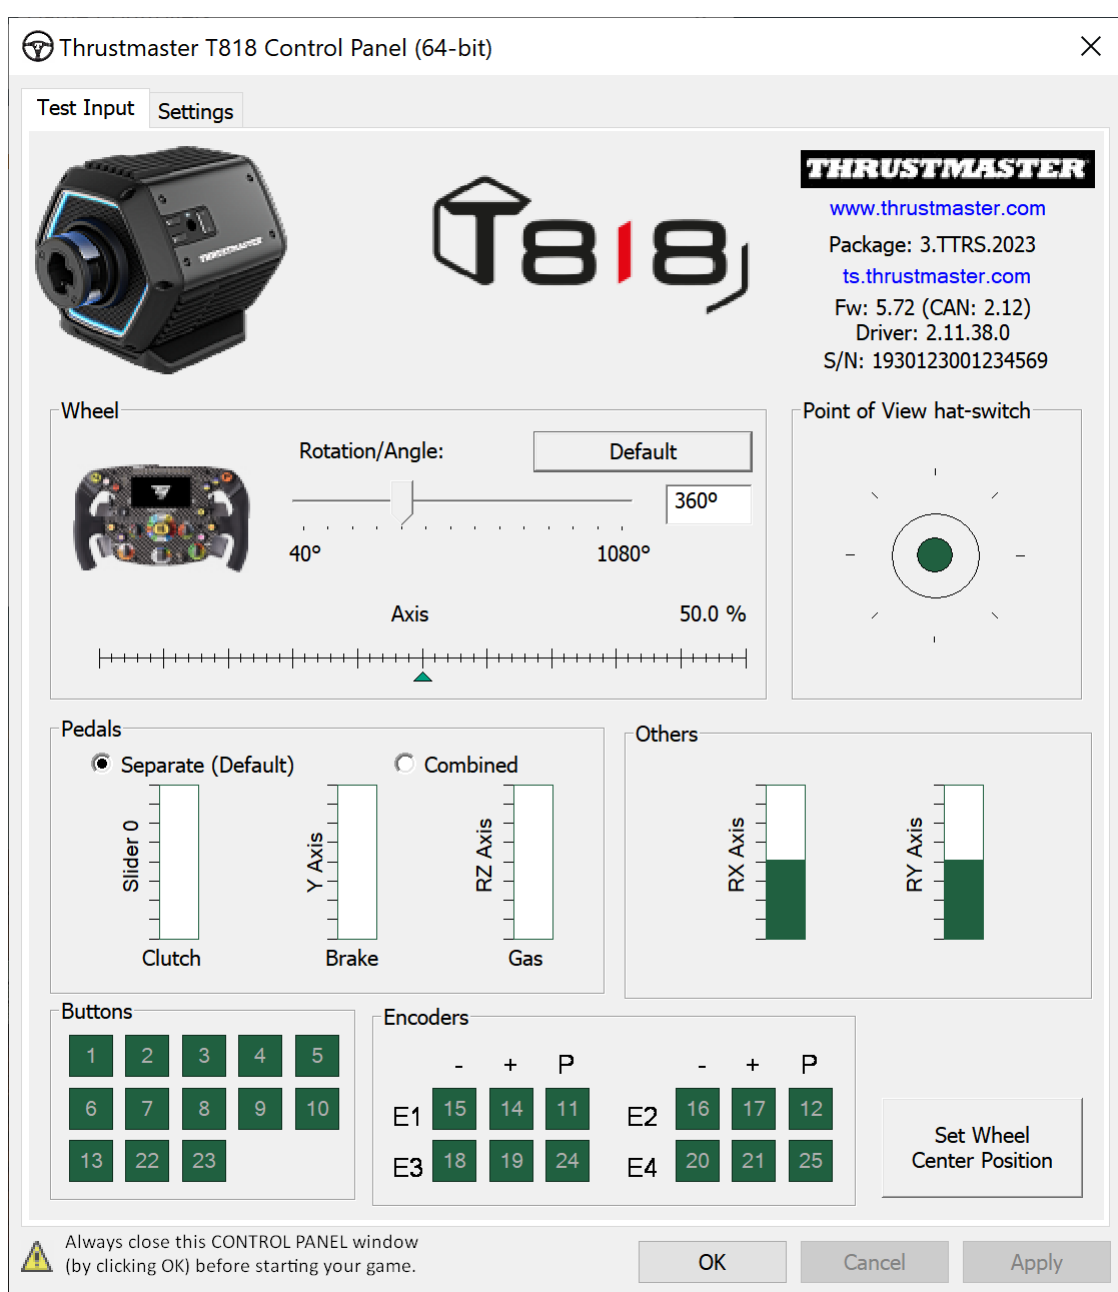 Thrustmaster T818 Control Panel (64-bit)
Test Input Settings
THRUSTMASTER
T818
THRUSTMASTER
www.thrustmaster.com
Package: 3.TTRS.2023
ts.thrustmaster.com
Fw: 5.72 (CAN: 2.12)
Driver: 2.11.38.0
S/N: 1930123001234569
Wheel
Rotation/Angle: Default
360º
40º 1080º
Axis 50.0 %
Point of View hat-switch
Pedals
Separate (Default) Combined
Slider 0 Y Axis RZ Axis
Clutch Brake Gas
Others
RX Axis RY Axis
Buttons
1 2 3 4 5
6 7 8 9 10
13 22 23
Encoders
- + P - + P
E1 15 14 11 E2 16 17 12
E3 18 19 24 E4 20 21 25
Set Wheel
Center Position
Always close this CONTROL PANEL window
(by clicking OK) before starting your game.
OK Cancel Apply